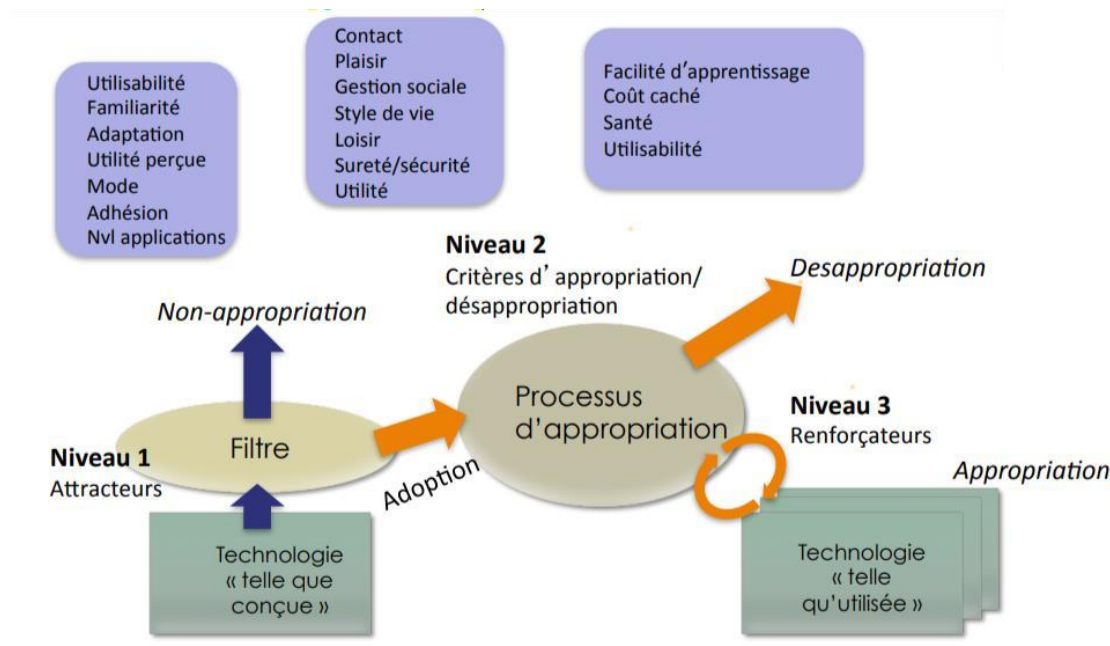 Utilisabilité
Familiarité
Adaptation
Utilité perçue
Mode
Adhésion
Nvl applications
Contact
Plaisir
Gestion sociale
Style de vie
Loisir
Sureté/sécurité
Utilité
Facilité d’apprentissage
Coût caché
Santé
Utilisabilité
Niveau 2
Critères d’ appropriation/
désappropriation
Desappropriation
Non-appropriation
Processus
d’appropriation
Niveau 3
Renforçateurs
Filtre
Niveau 1
Attracteurs
Adoption
Appropriation
Technologie
« telle que
conçue »
Technologie
« telle
qu’utilisée »